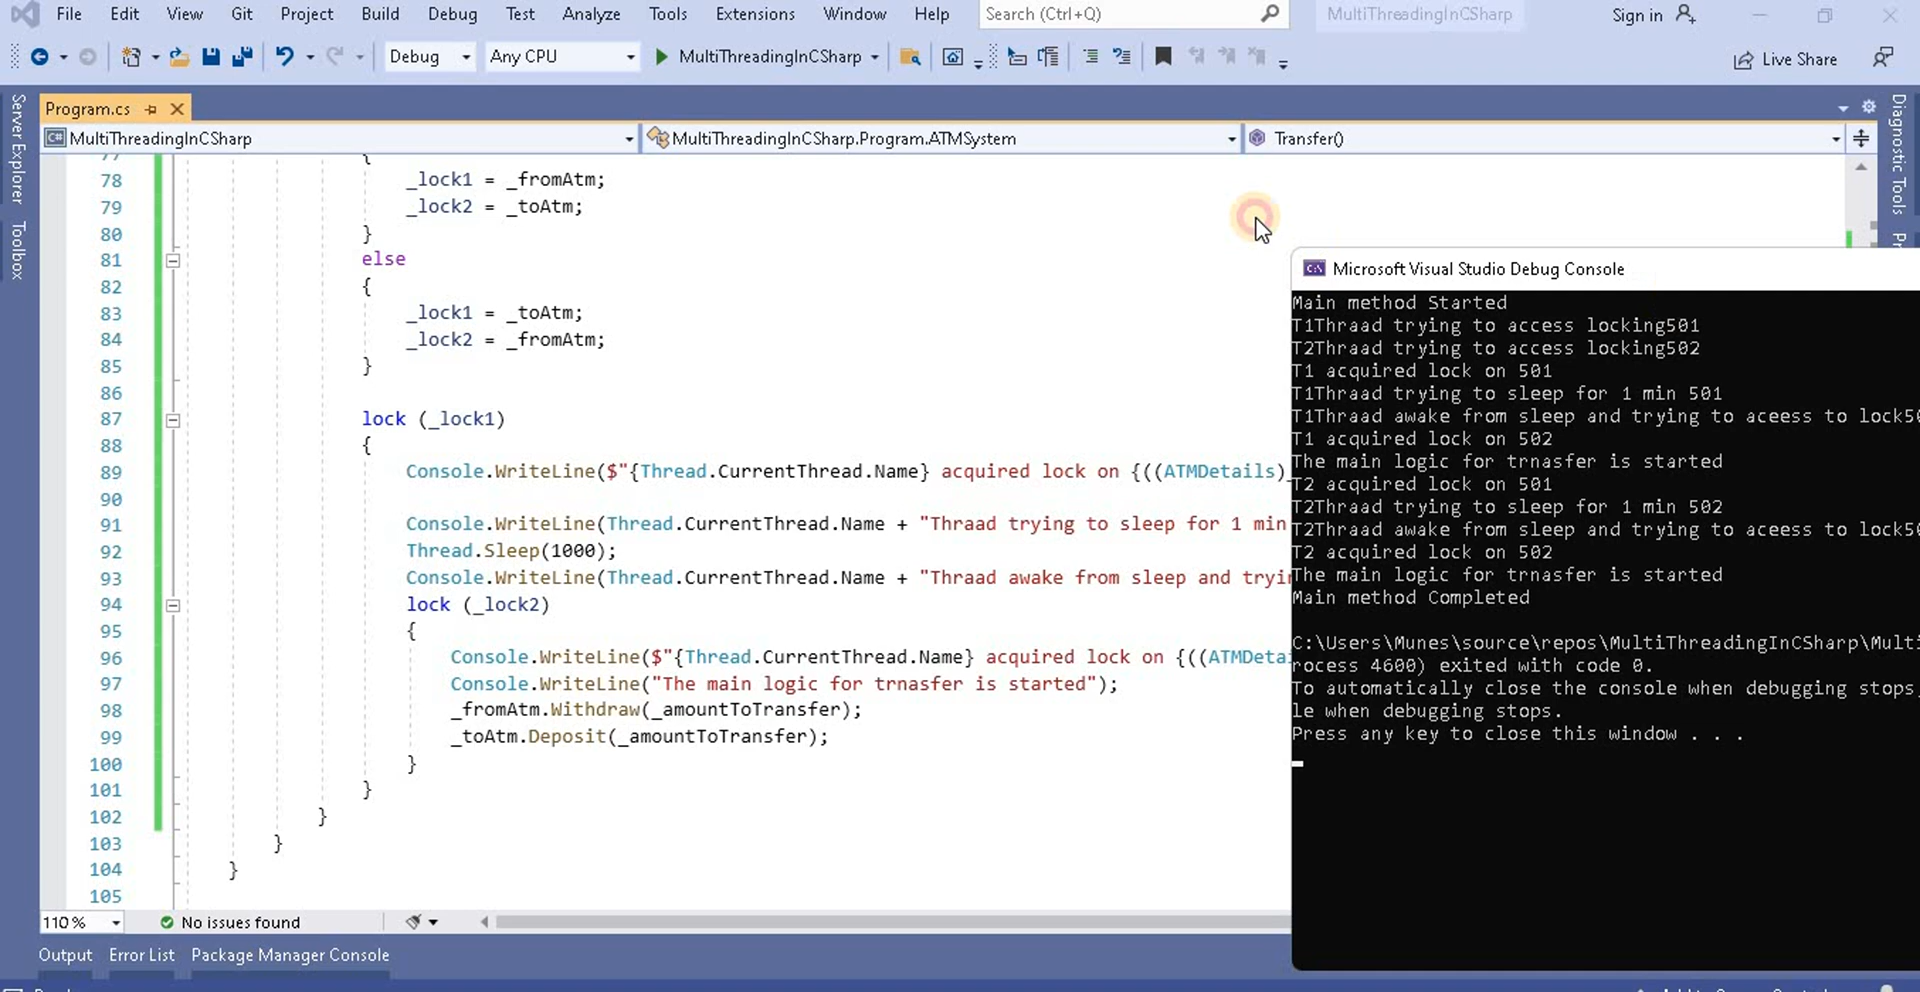 File Edit View Git Project Build Debug Test Analyze Tools Extensions Window Help Search (Ctrl+Q) MultiThreadingInCSharp Sign in
Debug Any CPU MultiThreadingInCSharp Live Share
Server Explorer
Toolbox
Diagnostic Tools
Program.cs
C# MultiThreadingInCSharp MultiThreadingInCSharp.Program.ATMSystem Transfer()
77 {
78 _lock1 = _fromAtm;
79 _lock2 = _toAtm;
80 }
81 else
82 {
83 _lock1 = _toAtm;
84 _lock2 = _fromAtm;
85 }
86
87 lock (_lock1)
88 {
89 Console.WriteLine($"{Thread.CurrentThread.Name} acquired lock on {((ATMDetails)
90
91 Console.WriteLine(Thread.CurrentThread.Name + "Thraad trying to sleep for 1 min
92 Thread.Sleep(1000);
93 Console.WriteLine(Thread.CurrentThread.Name + "Thraad awake from sleep and tryin
94 lock (_lock2)
95 {
96 Console.WriteLine($"{Thread.CurrentThread.Name} acquired lock on {((ATMDetai
97 Console.WriteLine("The main logic for trnasfer is started");
98 _fromAtm.Withdraw(_amountToTransfer);
99 _toAtm.Deposit(_amountToTransfer);
100 }
101 }
102 }
103 }
104 }
105
110 % No issues found
Output Error List Package Manager Console
Microsoft Visual Studio Debug Console
Main method Started
T1Thraad trying to access locking501
T2Thraad trying to access locking502
T1 acquired lock on 501
T1Thraad trying to sleep for 1 min 501
T1Thraad awake from sleep and trying to aceess to lock50
T1 acquired lock on 502
The main logic for trnasfer is started
T2 acquired lock on 501
T2Thraad trying to sleep for 1 min 502
T2Thraad awake from sleep and trying to aceess to lock50
T2 acquired lock on 502
The main logic for trnasfer is started
Main method Completed
C:\Users\Munes\source\repos\MultiThreadingInCSharp\Multi
rocess 4600) exited with code 0.
To automatically close the console when debugging stops,
le when debugging stops.
Press any key to close this window . . .